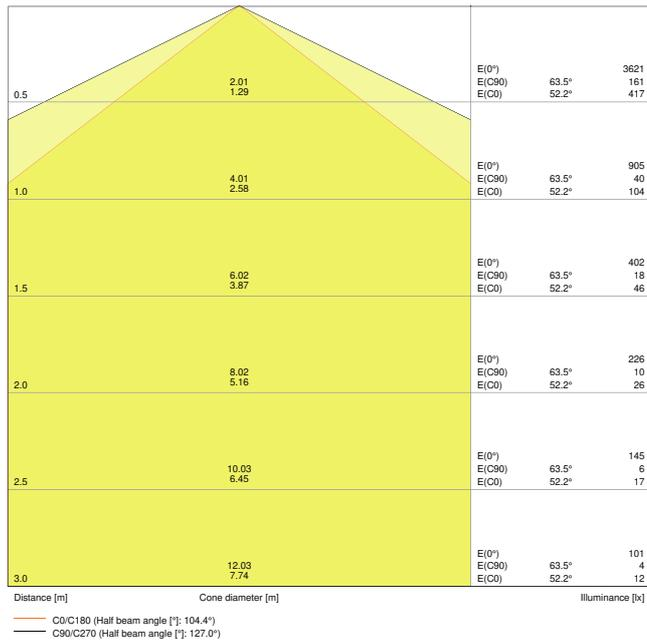 E(0°) 3621
2.01 E(C90) 63.5° 161
0.5 1.29 E(C0) 52.2° 417
E(0°) 905
4.01 E(C90) 63.5° 40
1.0 2.58 E(C0) 52.2° 104
E(0°) 402
6.02 E(C90) 63.5° 18
1.5 3.87 E(C0) 52.2° 46
E(0°) 226
8.02 E(C90) 63.5° 10
2.0 5.16 E(C0) 52.2° 26
E(0°) 145
10.03 E(C90) 63.5° 6
2.5 6.45 E(C0) 52.2° 17
E(0°) 101
12.03 E(C90) 63.5° 4
3.0 7.74 E(C0) 52.2° 12
Distance [m] Cone diameter [m] Illuminance [lx]
C0/C180 (Half beam angle [°]: 104.4°)
C90/C270 (Half beam angle [°]: 127.0°)